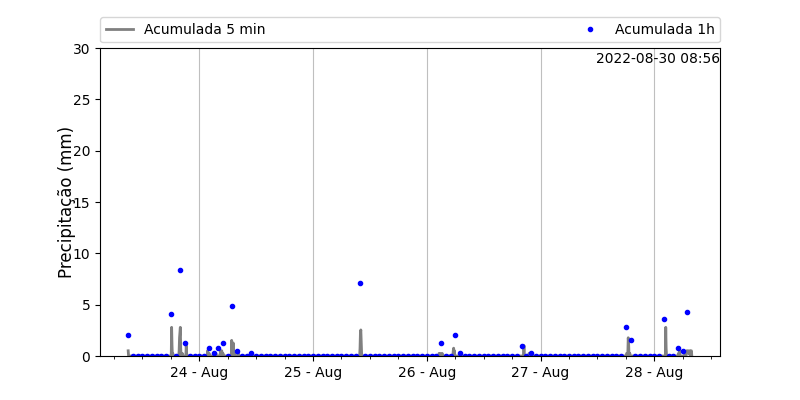 Acumulada 5 min
Acumulada 1h
2022-08-30 08:56
Precipitação (mm)
30
25
20
15
10
5
0
24 - Aug
25 - Aug
26 - Aug
27 - Aug
28 - Aug